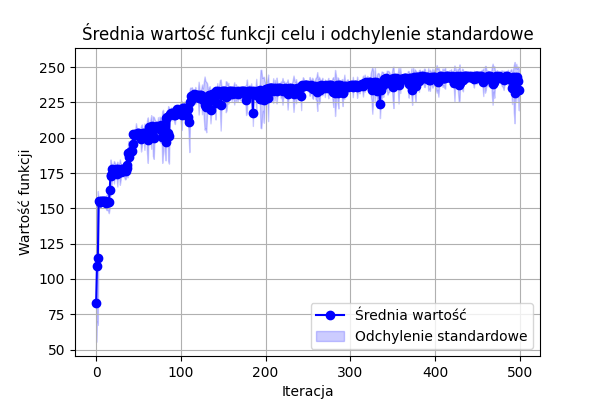 Średnia wartość funkcji celu i odchylenie standardowe
250
225
200
175
150
125
100
75
50
Wartość funkcji
0 100 200 300 400 500
Iteracja
Średnia wartość
Odchylenie standardowe